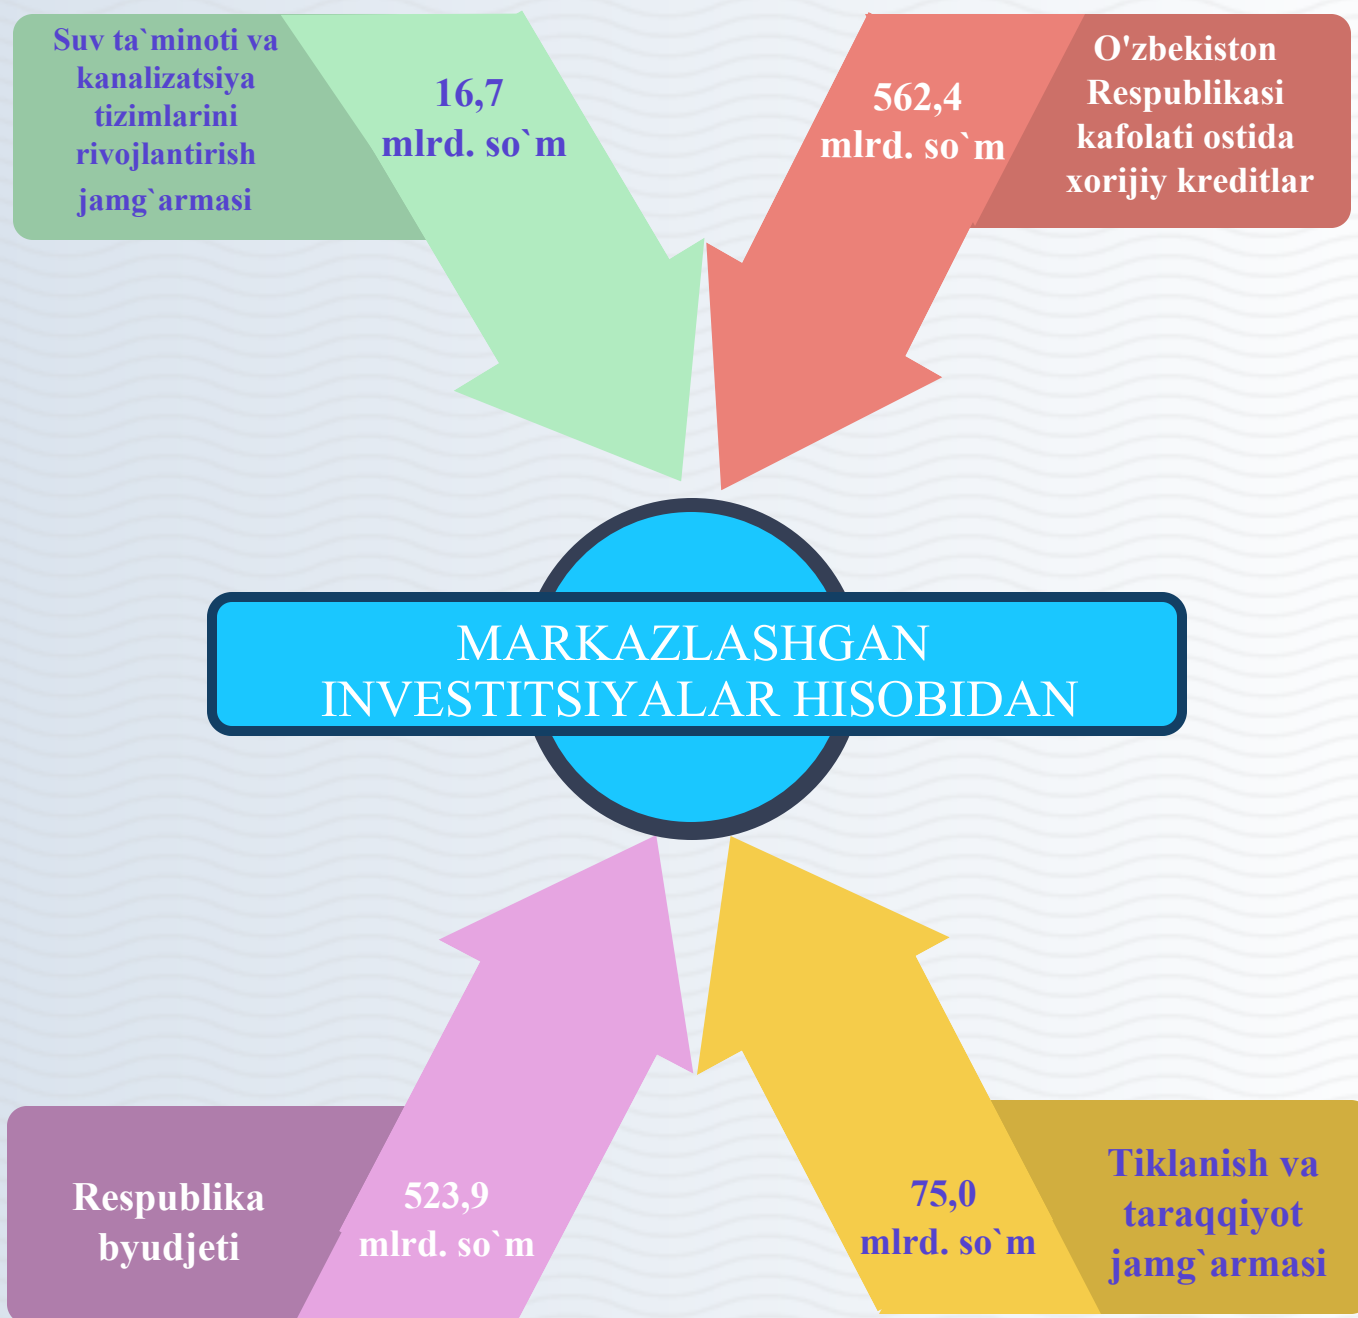 Suv ta`minoti va
kanalizatsiya
tizimlarini
rivojlantirish
jamg`armasi
16,7
mlrd. so`m
562,4
mlrd. so`m
O'zbekiston
Respublikasi
kafolati ostida
xorijiy kreditlar
MARKAZLASHGAN
INVESTITSIYALAR HISOBIDAN
Respublika
byudjeti
523,9
mlrd. so`m
75,0
mlrd. so`m
Tiklanish va
taraqqiyot
jamg`armasi